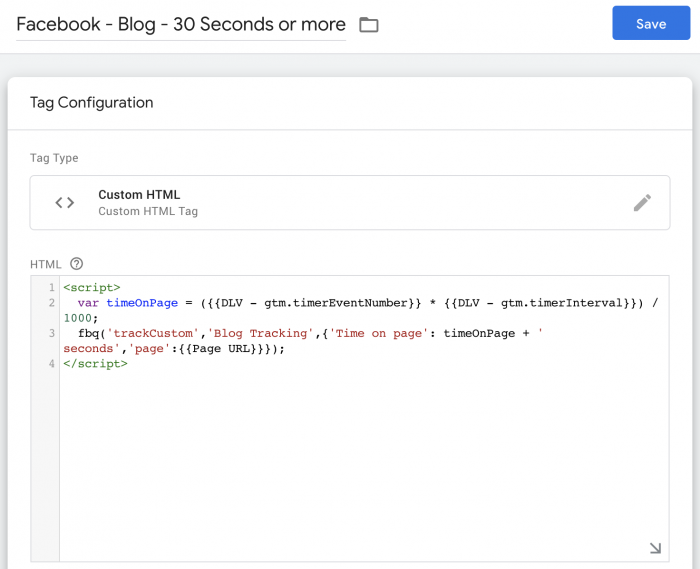 Facebook - Blog - 30 Seconds or more
Save
Tag Configuration
Tag Type
Custom HTML
Custom HTML Tag
HTML ?
1 <script>
2 var timeOnPage = ({{DLV - gtm.timerEventNumber}} * {{DLV - gtm.timerInterval}}) /
1000;
3 fbq('trackCustom','Blog Tracking',{'Time on page': timeOnPage + '
seconds','page':{{Page URL}}});
4 </script>